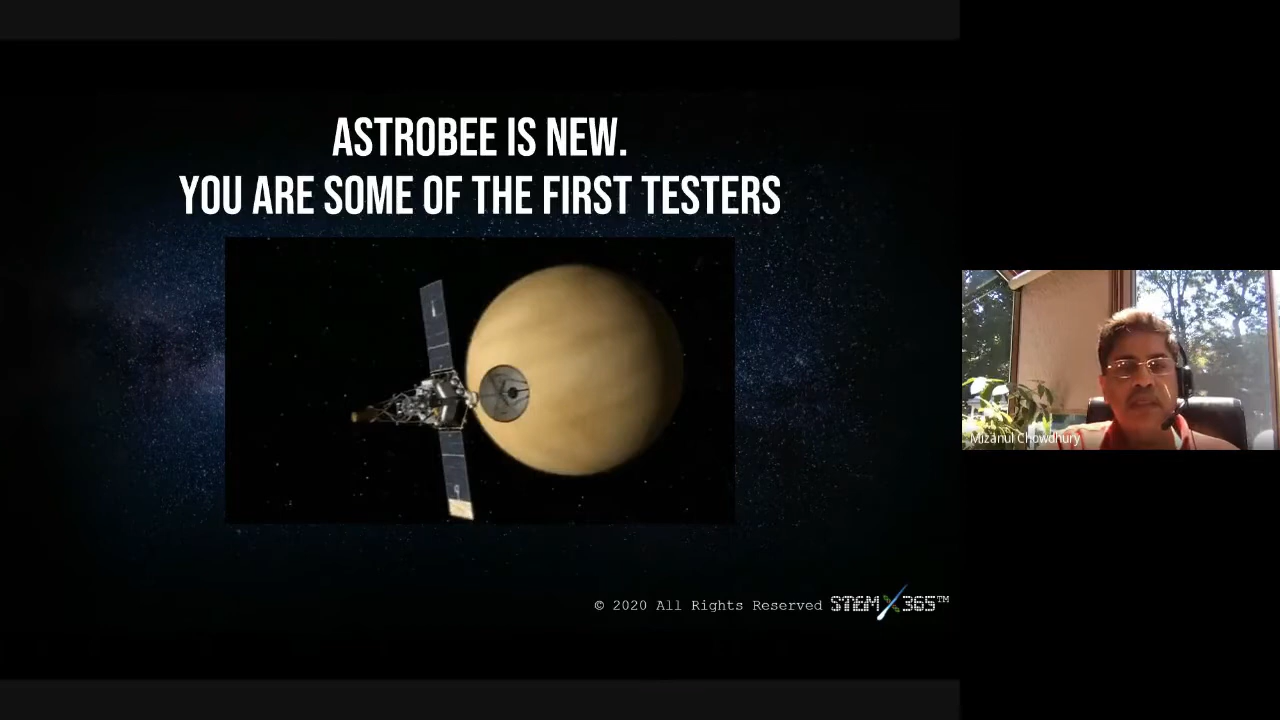 ASTROBEE IS NEW.
YOU ARE SOME OF THE FIRST TESTERS
© 2020 All Rights Reserved STEMX365™
Mizanul Chowdhury